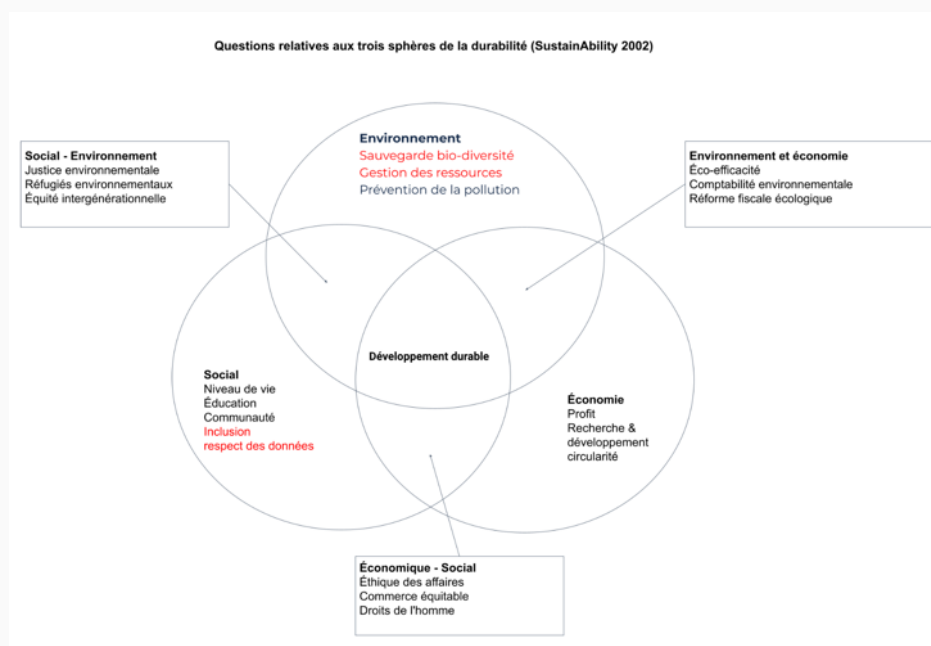 Questions relatives aux trois sphères de la durabilité (SustainAbility 2002)
Environnement
Sauvegarde bio-diversité
Gestion des ressources
Prévention de la pollution
Social - Environnement
Justice environnementale
Réfugiés environnementaux
Équité intergénérationnelle
Environnement et économie
Éco-efficacité
Comptabilité environnementale
Réforme fiscale écologique
Développement durable
Social
Niveau de vie
Éducation
Communauté
Inclusion
respect des données
Économie
Profit
Recherche &
développement
circularité
Économique - Social
Éthique des affaires
Commerce équitable
Droits de l'homme